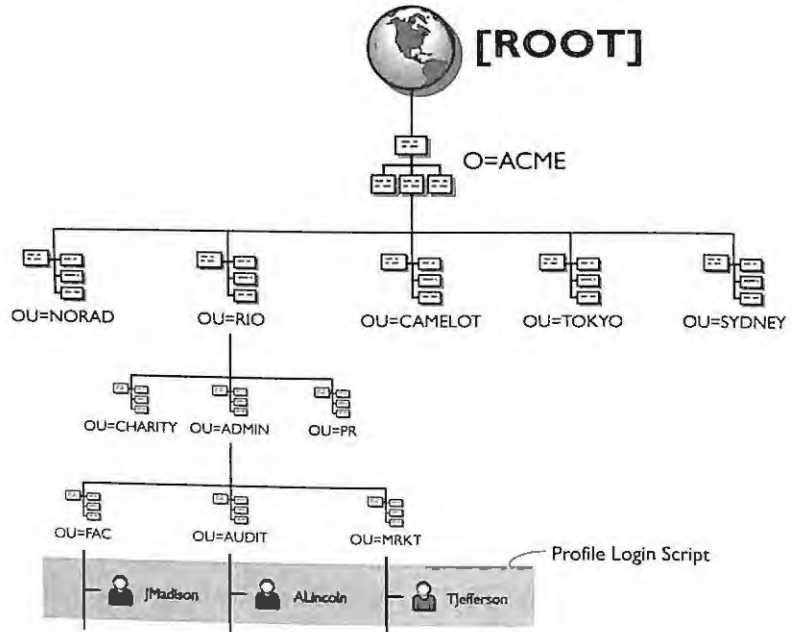 [ROOT]
O=ACME
OU=NORAD
OU=RIO
OU=CAMELOT
OU=TOKYO
OU=SYDNEY
OU=CHARITY
OU=ADMIN
OU=PR
OU=FAC
OU=AUDIT
OU=MRKT
Profile Login Script
JMadison
ALincoln
TJefferson